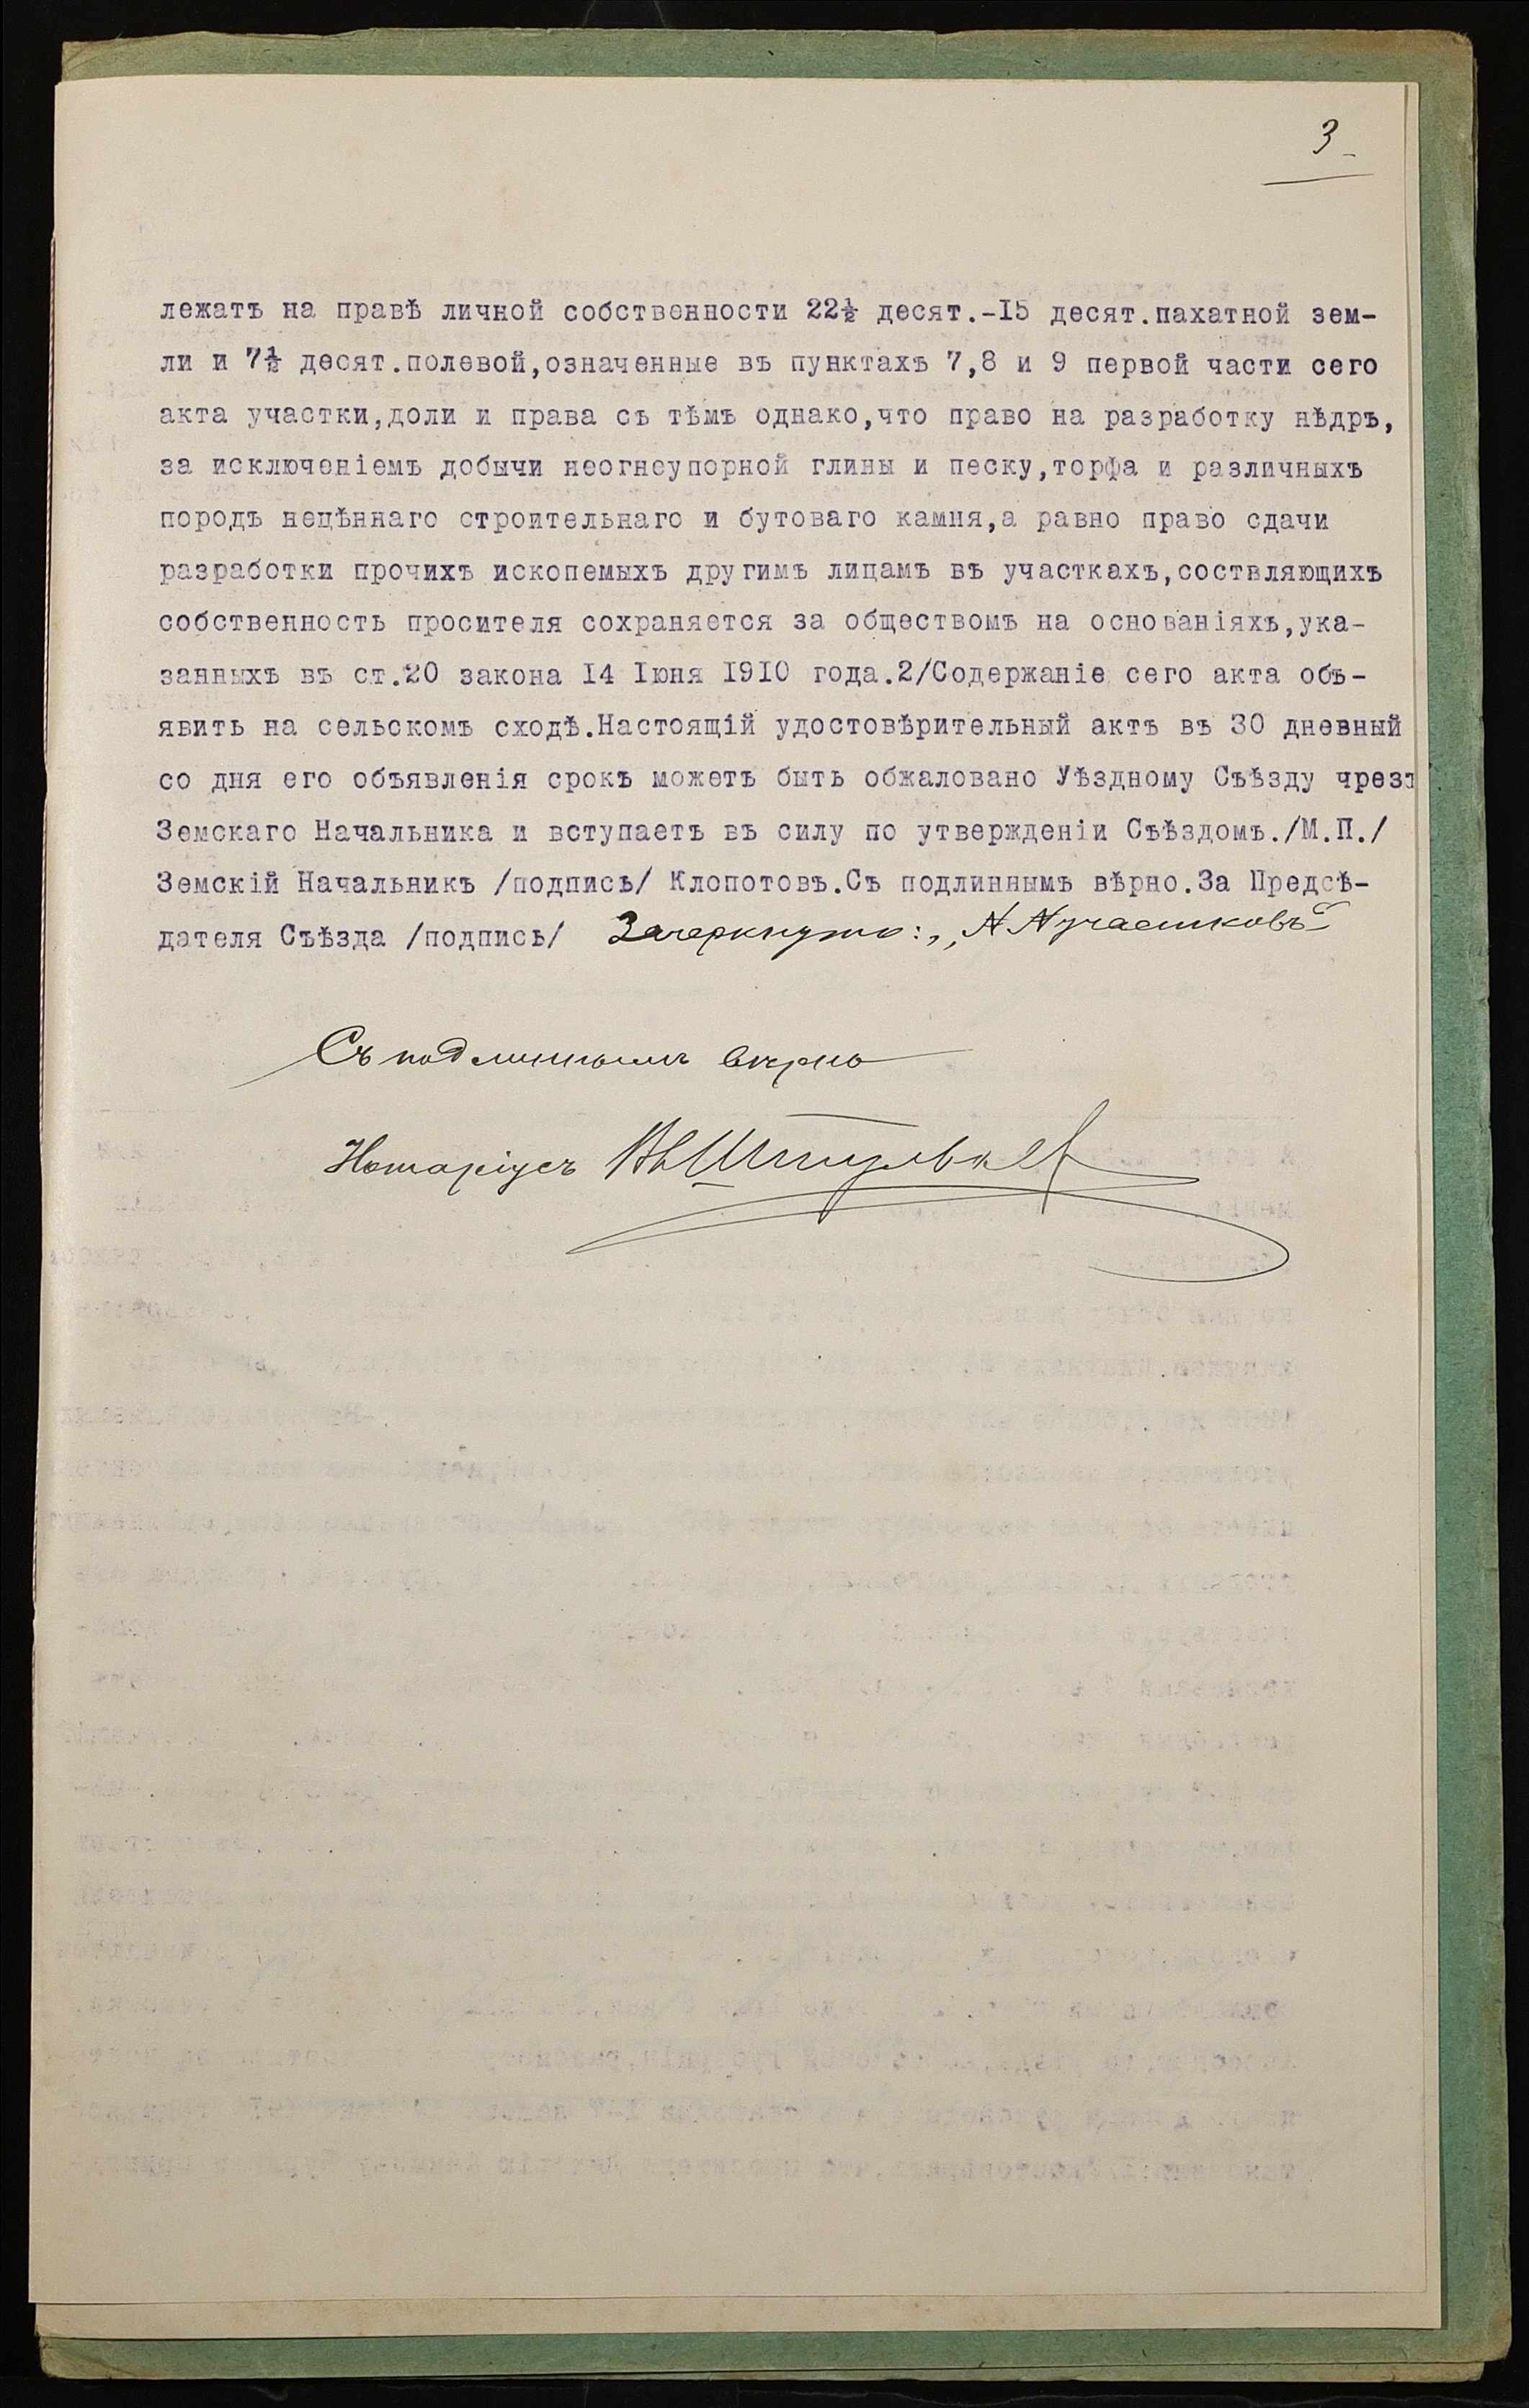 3
лежатъ на правѣ личной собственности 22½ десят.-15 десят.пахатной зем-
ли и 7½ десят.полевой,означенные въ пунктахъ 7,8 и 9 первой части сего
акта участки,доли и права съ тѣмъ однако,что право на разработку нѣдръ,
за исключеніемъ добычи неогнеупорной глины и песку,торфа и различныхъ
породъ нецѣннаго строительнаго и бутоваго камня,а равно право сдачи
разработки прочихъ ископемыхъ другимъ лицамъ въ участкахъ,соствляющихъ
собственность просителя сохраняется за обществомъ на основаніяхъ,ука-
занныхъ въ ст.20 закона 14 Іюня 1910 года.2/Содержаніе сего акта объ-
явить на сельскомъ сходѣ.Настоящій удостовѣрительный актъ въ 30 дневный
со дня его объявленія срокъ можетъ быть обжаловано Уѣздному Съѣзду чрезъ
Земскаго Начальника и вступаетъ въ силу по утвержденіи Съѣздомъ./М.П./
Земскій Начальникъ /подпись/ Клопотовъ.Съ подлиннымъ вѣрно.За Предсѣ-
дателя Съѣзда /подпись/ Зачеркнуто: „NN участковъ“
Съ подлиннымъ вѣрно
Нотаріусъ